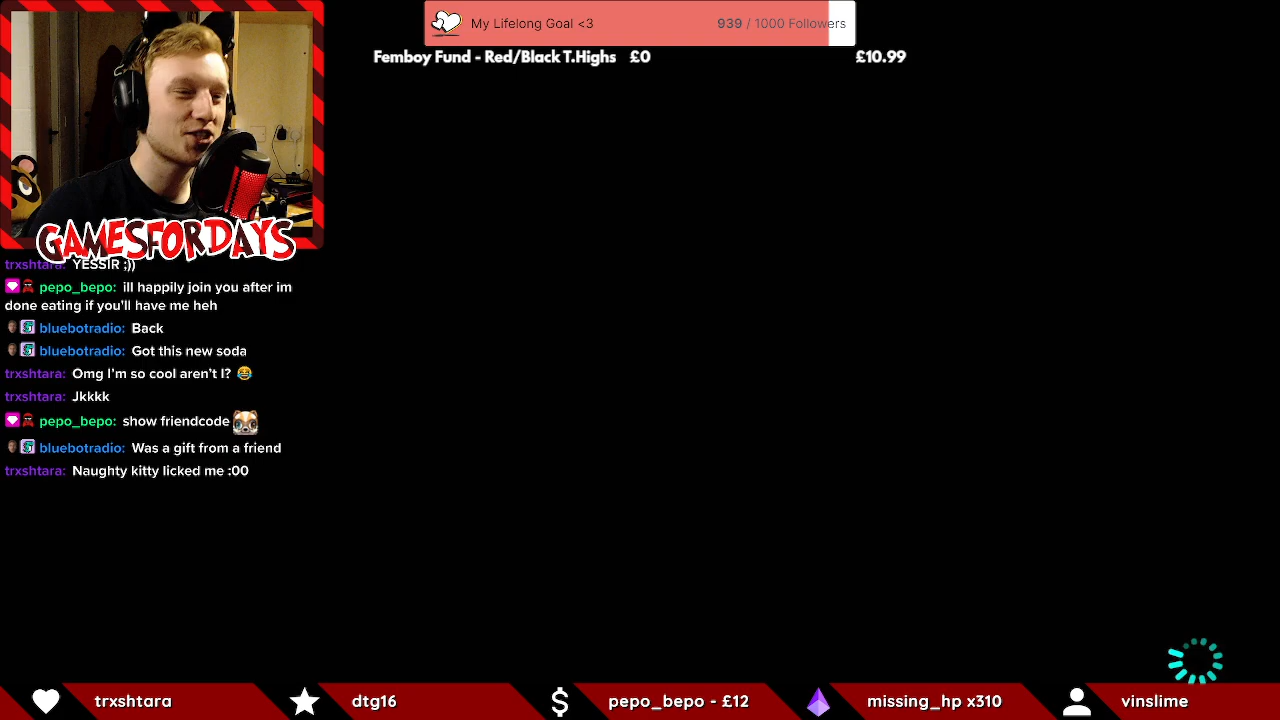 My Lifelong Goal <3 939 / 1000 Followers
Femboy Fund - Red/Black T.Highs £0 £10.99
GAMESFORDAYS
trxshtara: YESSIR ;))
pepo_bepo: ill happily join you after im
done eating if you'll have me heh
bluebotradio: Back
bluebotradio: Got this new soda
trxshtara: Omg I'm so cool aren't I? 😂
trxshtara: Jkkkk
pepo_bepo: show friendcode
bluebotradio: Was a gift from a friend
trxshtara: Naughty kitty licked me :00
trxshtara
dtg16
pepo_bepo - £12
missing_hp x310
vinslime